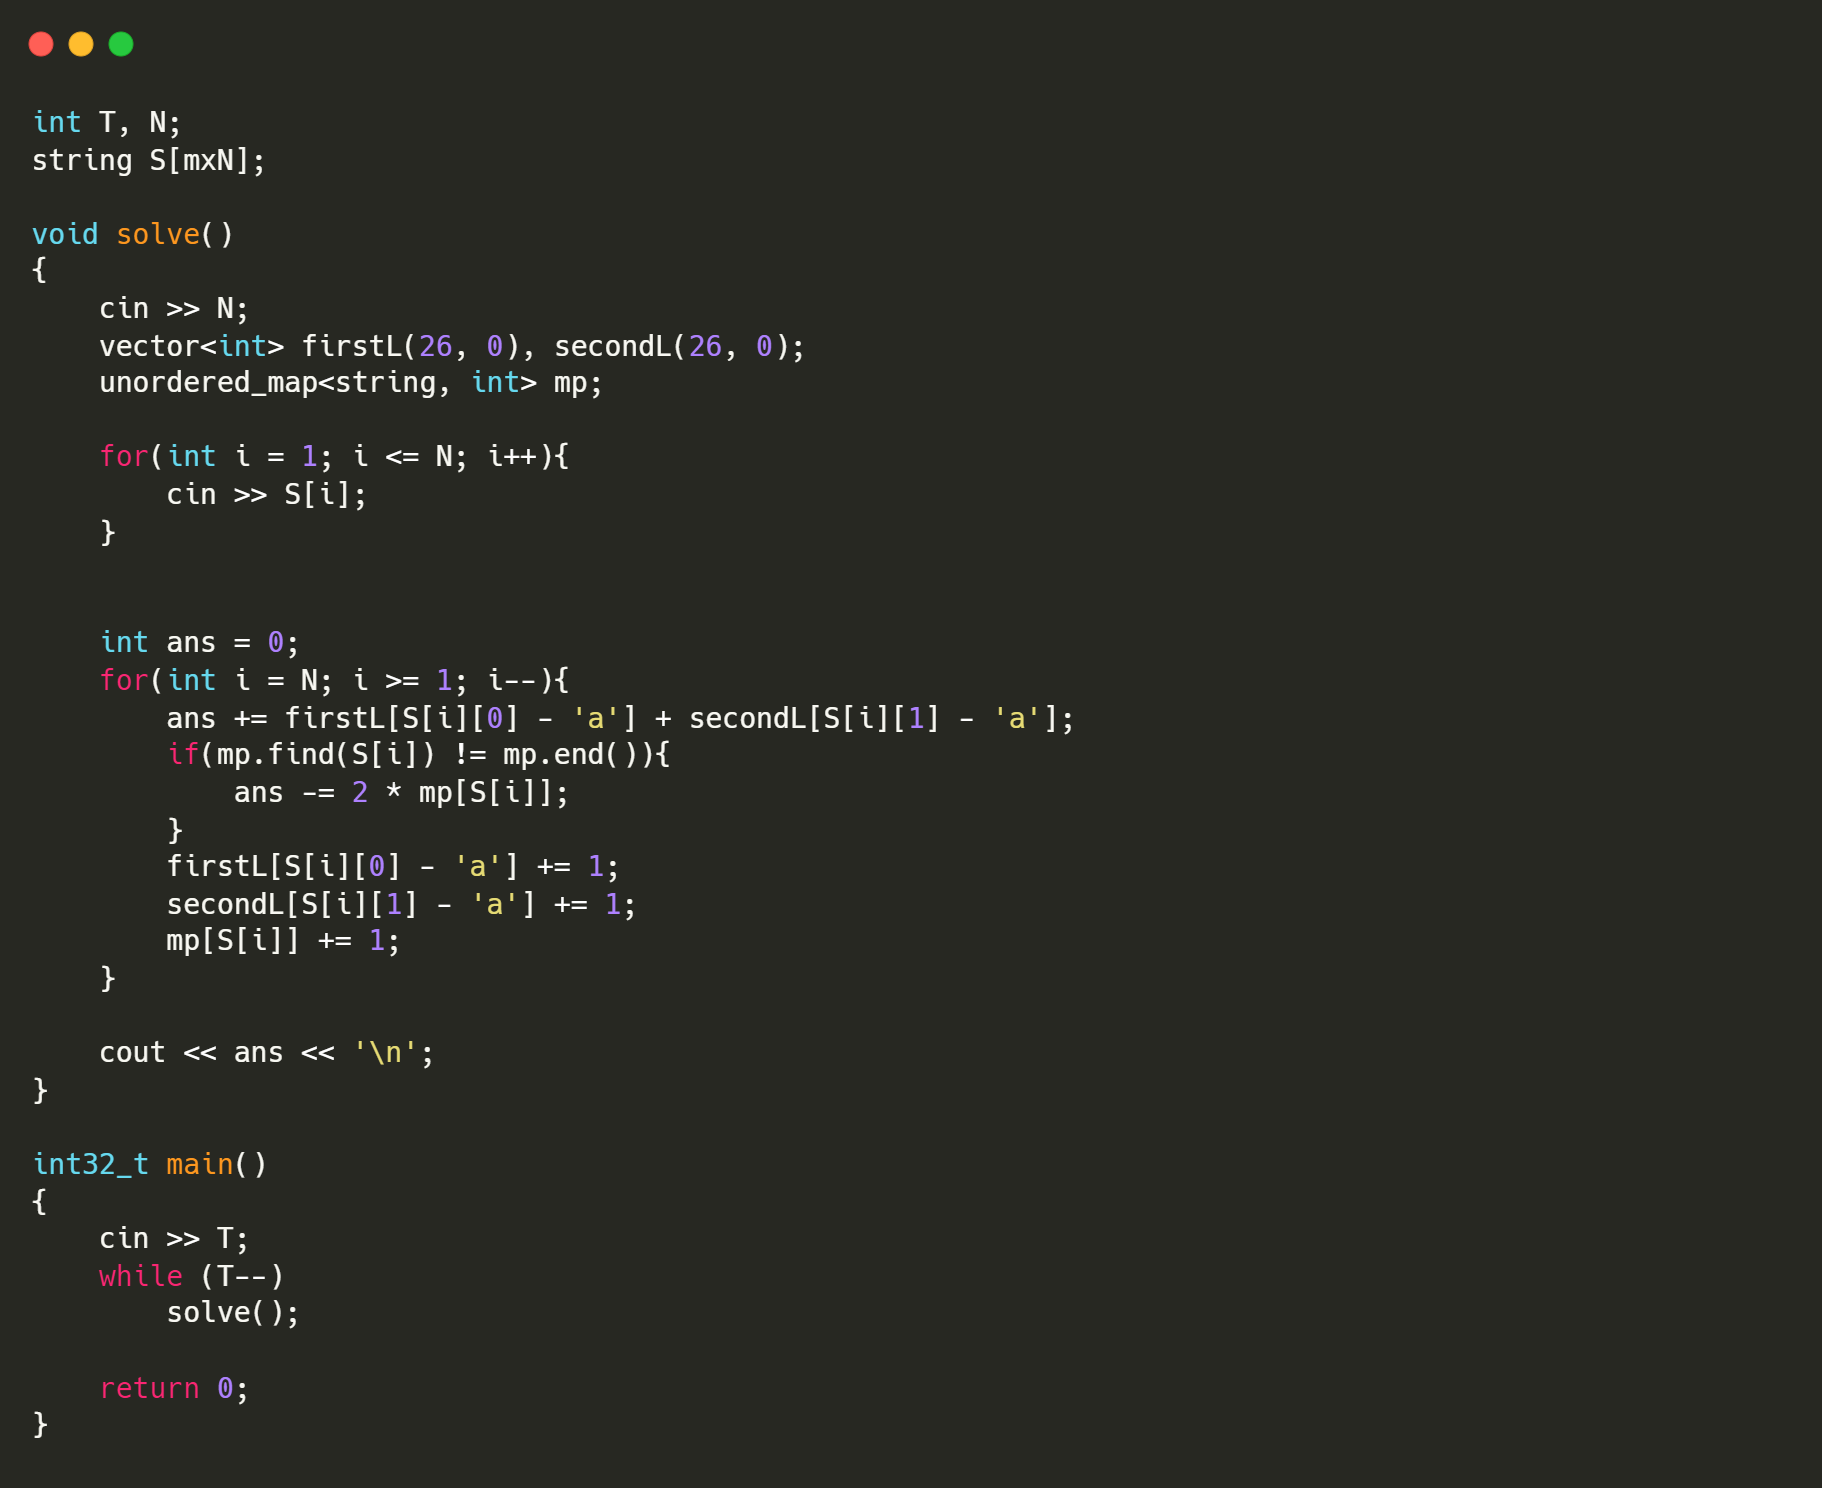 int T, N;
string S[mxN];
void solve()
{
    cin >> N;
    vector<int> firstL(26, 0), secondL(26, 0);
    unordered_map<string, int> mp;
    for(int i = 1; i <= N; i++){
        cin >> S[i];
    }
    int ans = 0;
    for(int i = N; i >= 1; i--){
        ans += firstL[S[i][0] - 'a'] + secondL[S[i][1] - 'a'];
        if(mp.find(S[i]) != mp.end()){
            ans -= 2 * mp[S[i]];
        }
        firstL[S[i][0] - 'a'] += 1;
        secondL[S[i][1] - 'a'] += 1;
        mp[S[i]] += 1;
    }
    cout << ans << '\n';
}
int32_t main()
{
    cin >> T;
    while (T--)
        solve();
    return 0;
}